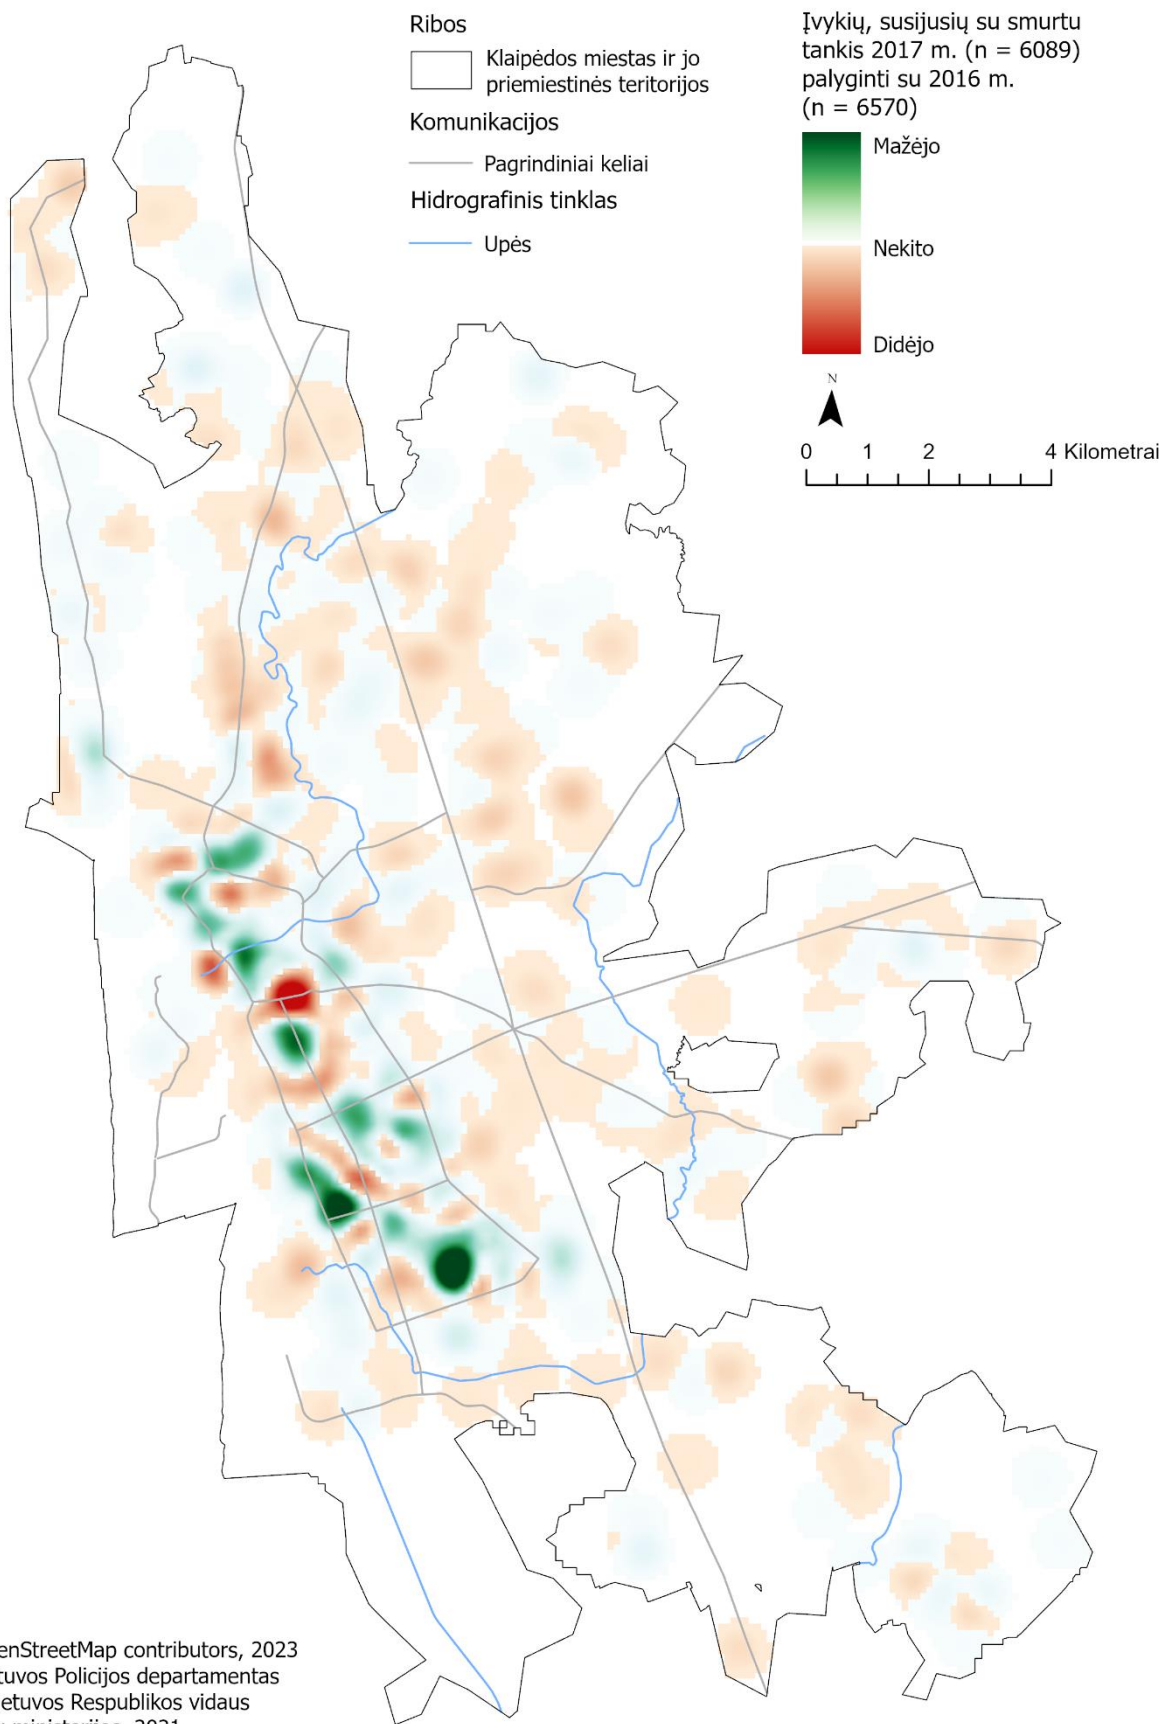 Ribos
Klaipėdos miestas ir jo
priemiestinės teritorijos
Komunikacijos
Pagrindiniai keliai
Hidrografinis tinklas
Upės
Įvykių, susijusių su smurtu
tankis 2017 m. (n = 6089)
palyginti su 2016 m.
(n = 6570)
Mažėjo
Nekito
Didėjo
N
0 1 2 4 Kilometrai
enStreetMap contributors, 2023
tuvos Policijos departamentas
ietuvos Respublikos vidaus